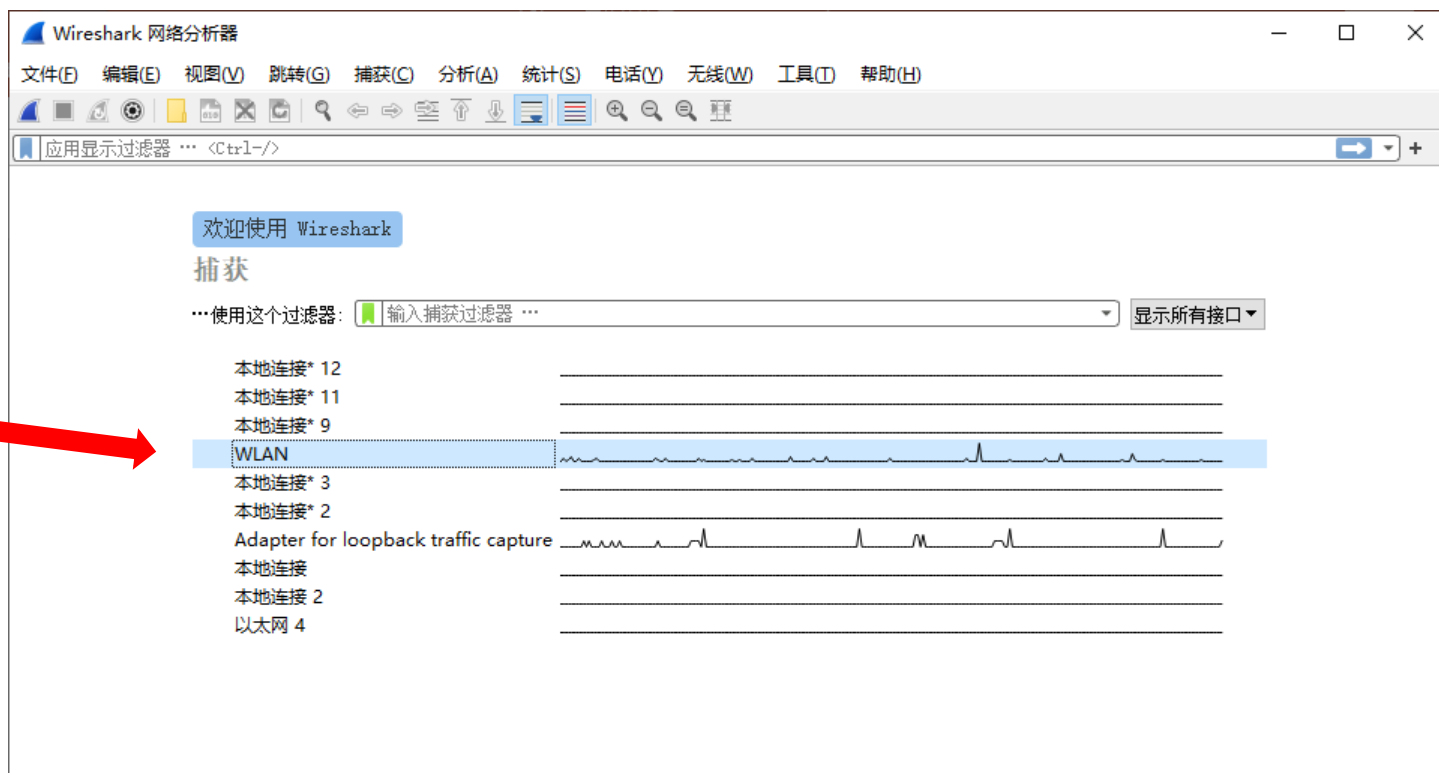 Wireshark 网络分析器
文件(F) 编辑(E) 视图(V) 跳转(G) 捕获(C) 分析(A) 统计(S) 电话(Y) 无线(W) 工具(T) 帮助(H)
应用显示过滤器 … <Ctrl-/>
+
欢迎使用 Wireshark
捕获
…使用这个过滤器: 输入捕获过滤器 … 显示所有接口
本地连接* 12
本地连接* 11
本地连接* 9
WLAN
本地连接* 3
本地连接* 2
Adapter for loopback traffic capture
本地连接
本地连接 2
以太网 4